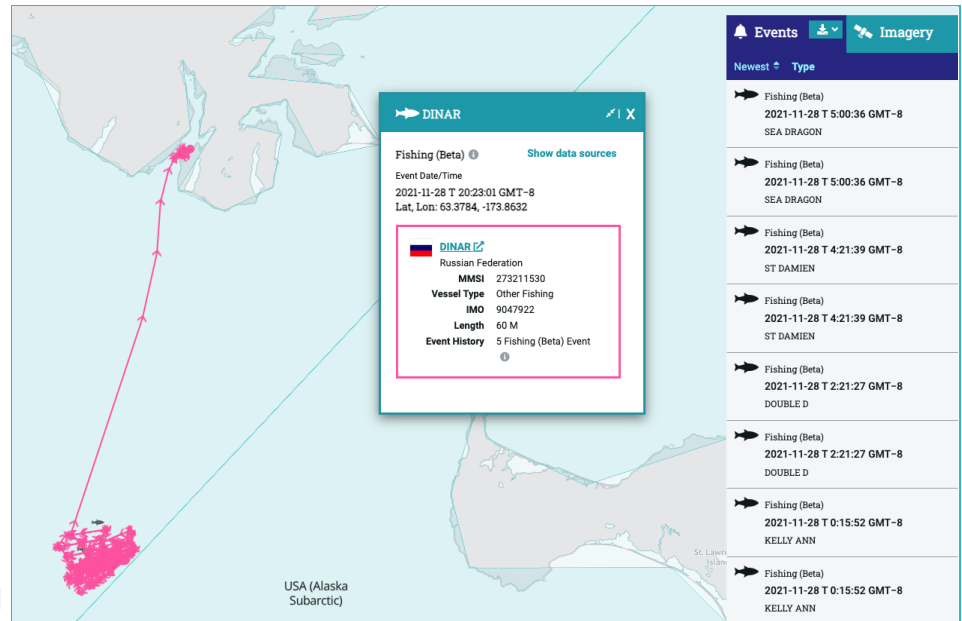 DINAR
X
Fishing (Beta)
Show data sources
Event Date/Time
2021-11-28 T 20:23:01 GMT-8
Lat, Lon: 63.3784, -173.8632
DINAR
Russian Federation
MMSI 273211530
Vessel Type Other Fishing
IMO 9047922
Length 60 M
Event History 5 Fishing (Beta) Event
USA (Alaska
Subarctic)
St. Lawre
Islan
Events
Imagery
Newest Type
Fishing (Beta)
2021-11-28 T 5:00:36 GMT-8
SEA DRAGON
Fishing (Beta)
2021-11-28 T 5:00:36 GMT-8
SEA DRAGON
Fishing (Beta)
2021-11-28 T 4:21:39 GMT-8
ST DAMIEN
Fishing (Beta)
2021-11-28 T 4:21:39 GMT-8
ST DAMIEN
Fishing (Beta)
2021-11-28 T 2:21:27 GMT-8
DOUBLE D
Fishing (Beta)
2021-11-28 T 2:21:27 GMT-8
DOUBLE D
Fishing (Beta)
2021-11-28 T 0:15:52 GMT-8
KELLY ANN
Fishing (Beta)
2021-11-28 T 0:15:52 GMT-8
KELLY ANN